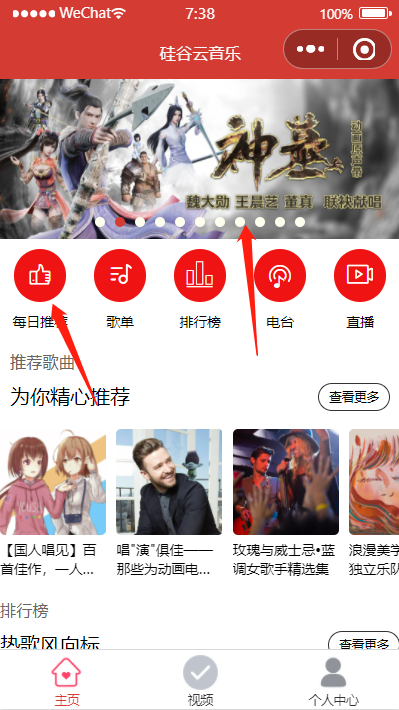 WeChat
7:38
100%
硅谷云音乐
神墓
动画原声带
魏大勋 王晨艺 董真 联袂献唱
每日推荐
歌单
排行榜
电台
直播
推荐歌曲
为你精心推荐
查看更多
【国人唱见】百
首佳作，一人...
唱"演"俱佳——
那些为动画电...
玫瑰与威士忌•蓝
调女歌手精选集
浪漫美学
独立乐队
排行榜
热歌风向标
查看更多
主页
视频
个人中心